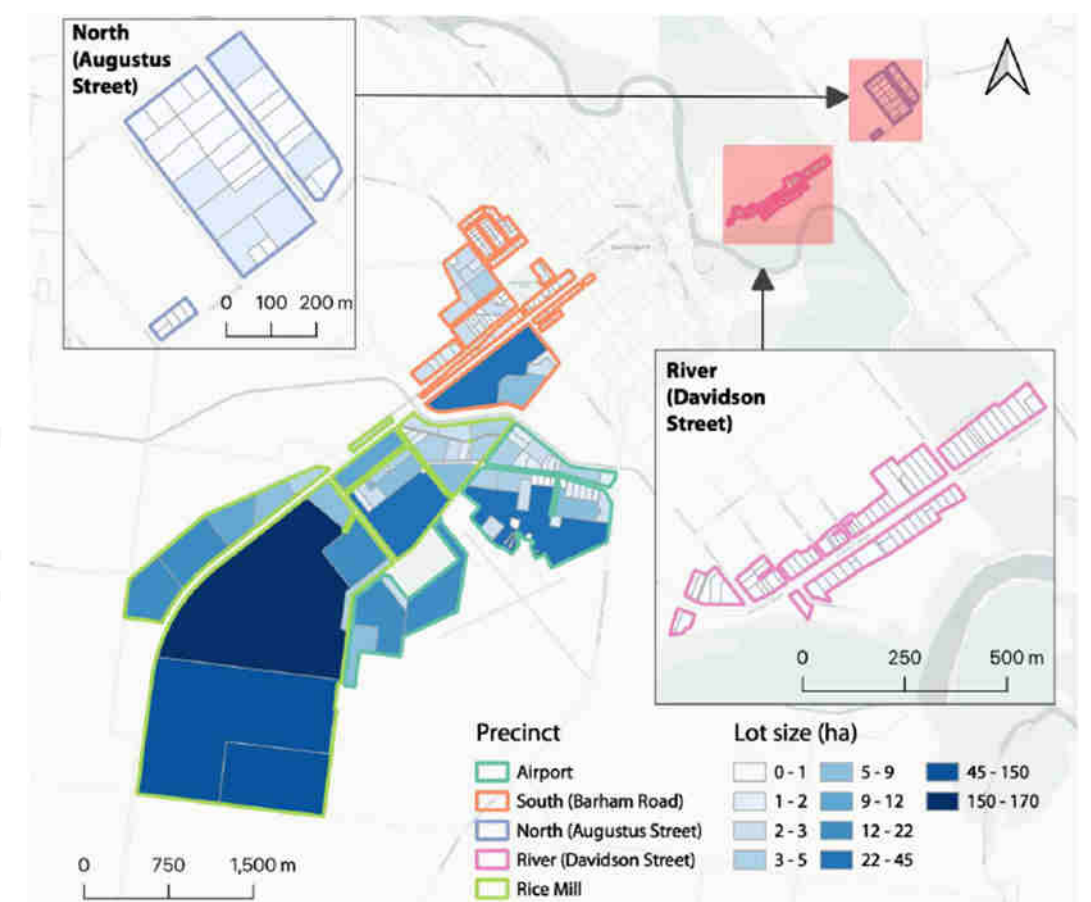 North
(Augustus
Street)
0 100 200 m
River
(Davidson
Street)
0 250 500 m
Precinct
Airport
South (Barham Road)
North (Augustus Street)
River (Davidson Street)
Rice Mill
Lot size (ha)
0 - 1
1 - 2
2 - 3
3 - 5
5 - 9
9 - 12
12 - 22
22 - 45
45 - 150
150 - 170
0 750 1,500 m